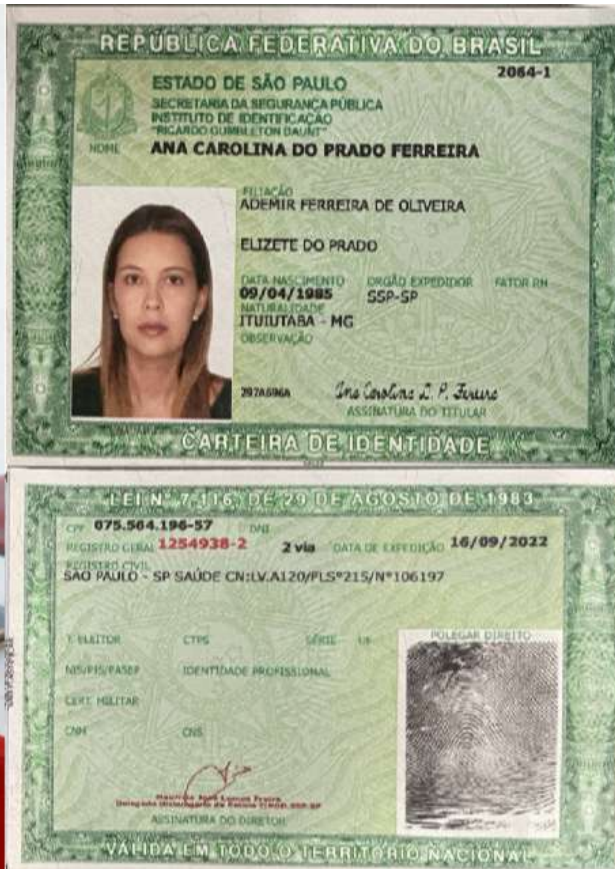 REPÚBLICA FEDERATIVA DO BRASIL
2064-1
ESTADO DE SÃO PAULO
SECRETARIA DA SEGURANÇA PÚBLICA
INSTITUTO DE IDENTIFICAÇÃO
"RICARDO GUMBLETON DAUNT"
NOME ANA CAROLINA DO PRADO FERREIRA
FILIAÇÃO
ADEMIR FERREIRA DE OLIVEIRA
ELIZETE DO PRADO
DATA NASCIMENTO ORGÃO EXPEDIDOR FATOR RH
09/04/1985 SSP-SP
NATURALIDADE
ITUIUTABA - MG
OBSERVAÇÃO
Ana Carolina D. P. Ferreira
ASSINATURA DO TITULAR
CARTEIRA DE IDENTIDADE
LEI Nº 7.116, DE 29 DE AGOSTO DE 1983
CPF 075.564.196-57 DNI
REGISTRO GERAL 1254938-2 2 via DATA DE EXPEDIÇÃO 16/09/2022
REGISTRO CIVIL
SÃO PAULO - SP SAÚDE CN:LV.A120/FLSº215/Nº106197
T. ELEITOR CTPS SÉRIE UF
POLEGAR DIREITO
NIS/PIS/PASEP IDENTIDADE PROFISSIONAL
CERT. MILITAR
CNH CNS
ASSINATURA DO DIRETOR
VÁLIDA EM TODO O TERRITÓRIO NACIONAL